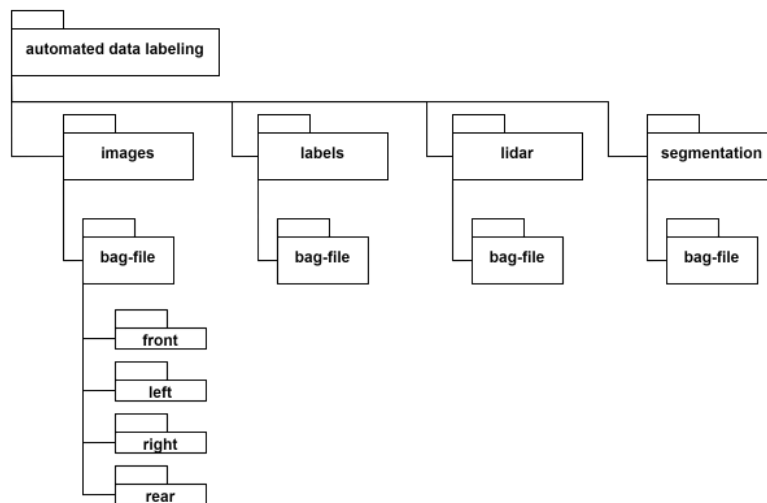 automated data labeling
images
labels
lidar
segmentation
bag-file
bag-file
bag-file
bag-file
front
left
right
rear